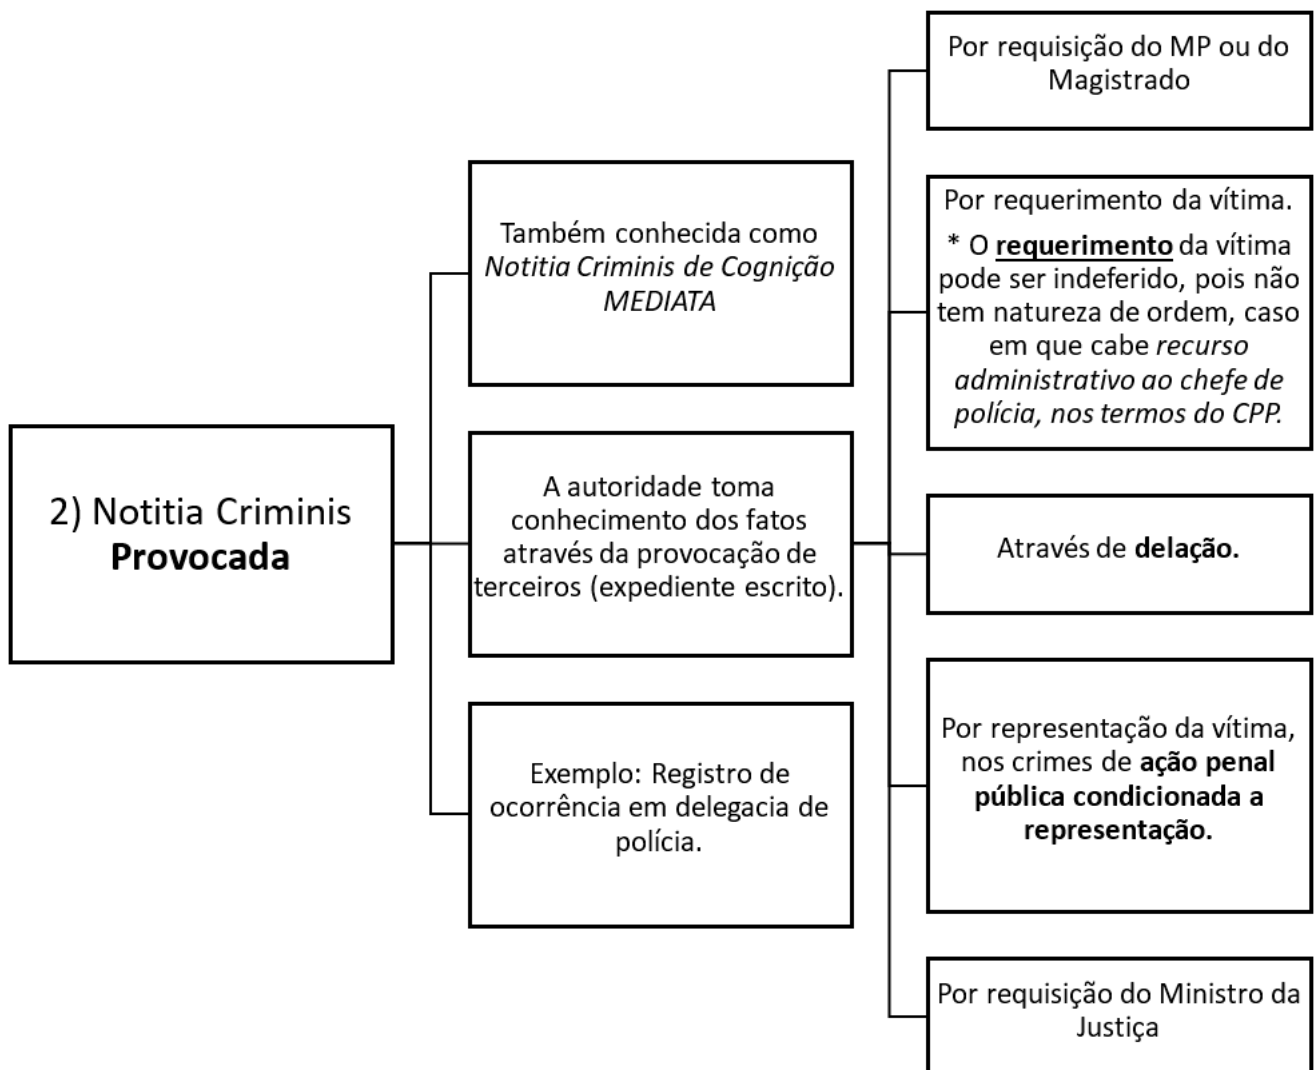 2) Notitia Criminis
Provocada
Também conhecida como
Notitia Criminis de Cognição
MEDIATA
A autoridade toma
conhecimento dos fatos
através da provocação de
terceiros (expediente escrito).
Exemplo: Registro de
ocorrência em delegacia de
polícia.
Por requisição do MP ou do
Magistrado
Por requerimento da vítima.
* O requerimento da vítima
pode ser indeferido, pois não
tem natureza de ordem, caso
em que cabe recurso
administrativo ao chefe de
polícia, nos termos do CPP.
Através de delação.
Por representação da vítima,
nos crimes de ação penal
pública condicionada a
representação.
Por requisição do Ministro da
Justiça